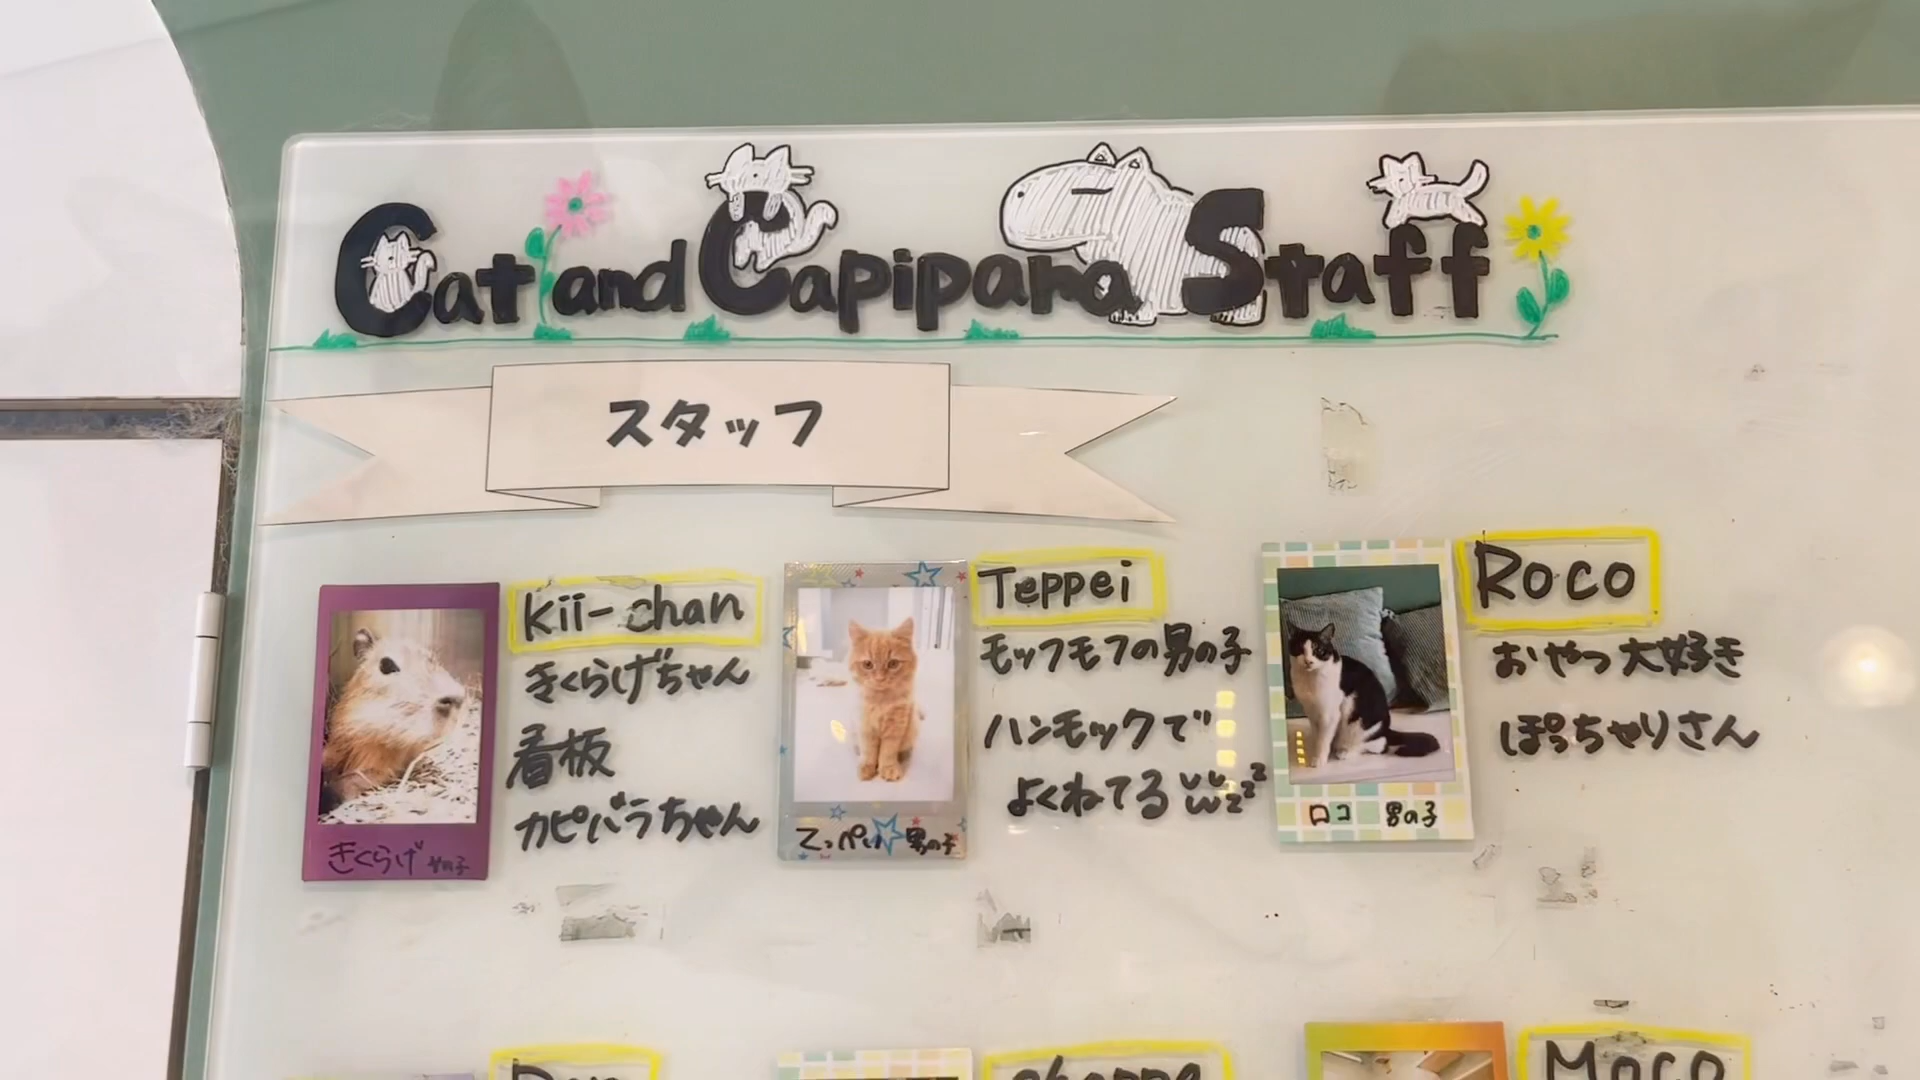 Cat and Capipara Staff
スタッフ
Kii-chan
きくらげちゃん
看板
カピバラちゃん
きくらげ 女の子
Teppei
モッフモフの男の子
ハンモックで
よくねてる
てっぺい 男の子
Roco
おやつ大好き
ぽっちゃりさん
ロコ 男の子
Moco